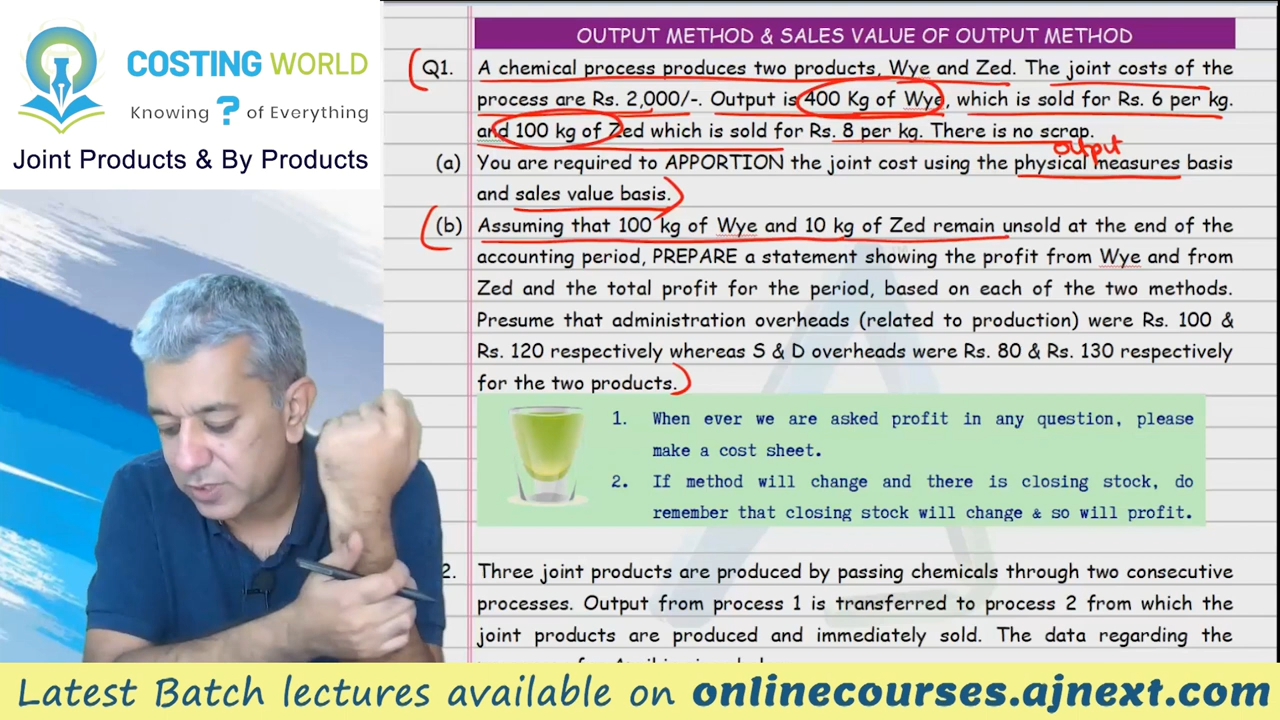 COSTING WORLD
Knowing ? of Everything
Joint Products & By Products
OUTPUT METHOD & SALES VALUE OF OUTPUT METHOD
Q1. A chemical process produces two products, Wye and Zed. The joint costs of the
process are Rs. 2,000/-. Output is 400 Kg of Wye, which is sold for Rs. 6 per kg.
and 100 kg of Zed which is sold for Rs. 8 per kg. There is no scrap.
output
(a) You are required to APPORTION the joint cost using the physical measures basis
and sales value basis.
(b) Assuming that 100 kg of Wye and 10 kg of Zed remain unsold at the end of the
accounting period, PREPARE a statement showing the profit from Wye and from
Zed and the total profit for the period, based on each of the two methods.
Presume that administration overheads (related to production) were Rs. 100 &
Rs. 120 respectively whereas S & D overheads were Rs. 80 & Rs. 130 respectively
for the two products.
1. When ever we are asked profit in any question, please
make a cost sheet.
2. If method will change and there is closing stock, do
remember that closing stock will change & so will profit.
2. Three joint products are produced by passing chemicals through two consecutive
processes. Output from process 1 is transferred to process 2 from which the
joint products are produced and immediately sold. The data regarding the
Latest Batch lectures available on onlinecourses.ajnext.com